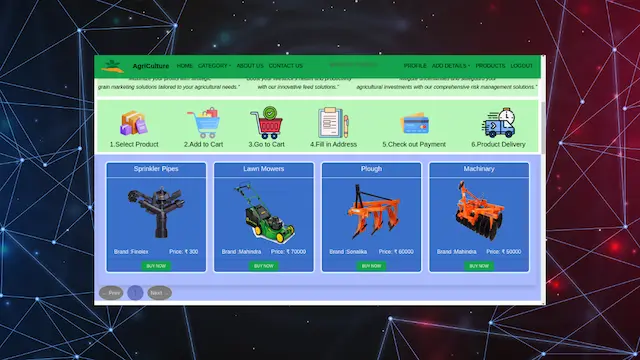 AgriCulture HOME CATEGORY ABOUT US CONTACT US PROFILE ADD DETAILS PRODUCTS LOGOUT
grain marketing solutions tailored to your agricultural needs." with our innovative feed solutions." agricultural investments with our comprehensive risk management solutions."
1.Select Product 2.Add to Cart 3.Go to Cart 4.Fill in Address 5.Check out Payment 6.Product Delivery
Sprinkler Pipes Lawn Mowers Plough Machinary
Brand :Firelex Price: ₹ 300 Brand :Mahindra Price: ₹ 70000 Brand :Sonalika Price: ₹ 60000 Brand :Mahindra Price: ₹ 50000
BUY NOW BUY NOW BUY NOW BUY NOW
← Prev 1 Next →